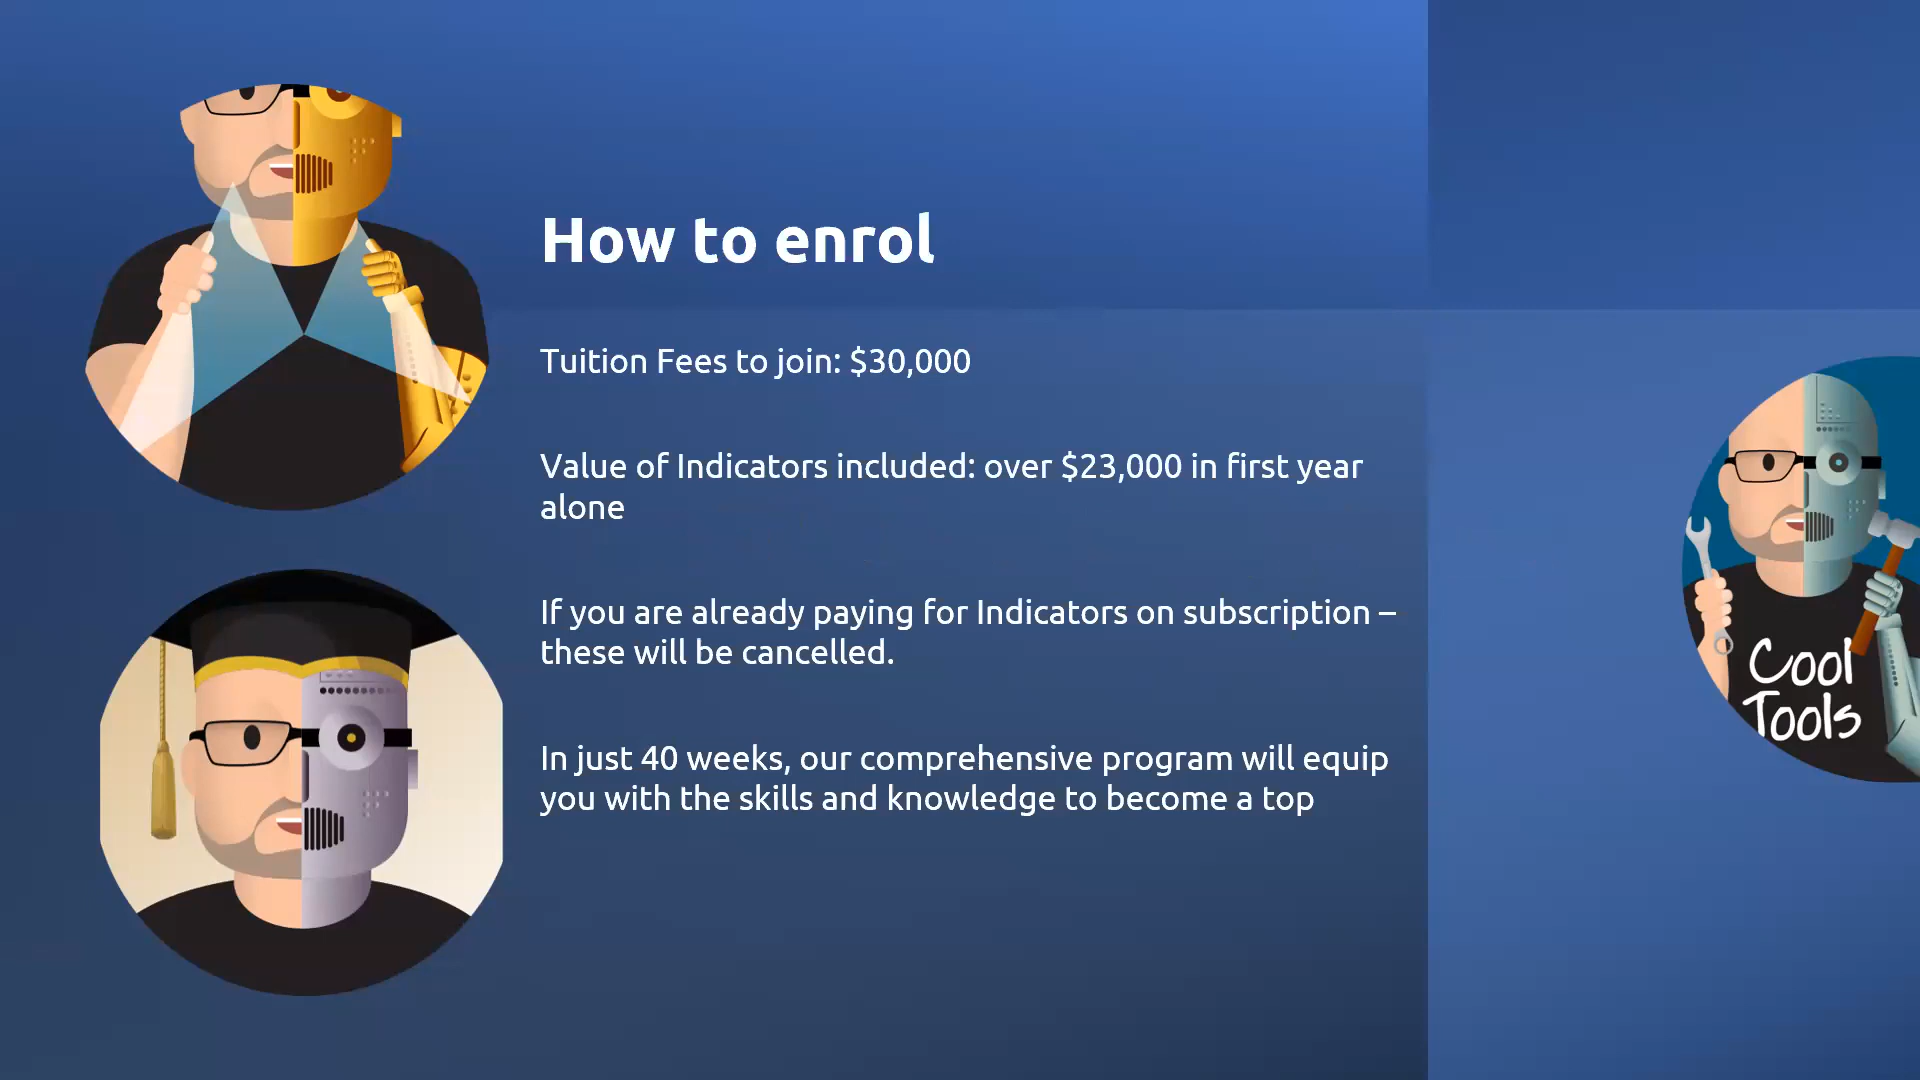 How to enrol
Tuition Fees to join: $30,000
Value of Indicators included: over $23,000 in first year
alone
If you are already paying for Indicators on subscription –
these will be cancelled.
In just 40 weeks, our comprehensive program will equip
you with the skills and knowledge to become a top
Cool
Tools